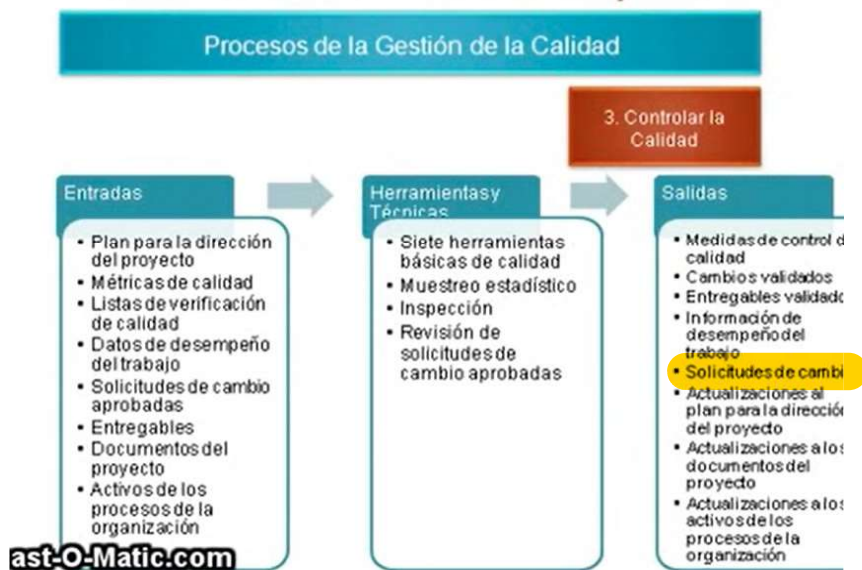 Procesos de la Gestión de la Calidad
3. Controlar la
Calidad
Entradas
• Plan para la dirección
del proyecto
• Métricas de calidad
• Listas de verificación
de calidad
• Datos de desempeño
del trabajo
• Solicitudes de cambio
aprobadas
• Entregables
• Documentos del
proyecto
• Activos de los
procesos de la
organización
Herramientas y
Técnicas
• Siete herramientas
básicas de calidad
• Muestreo estadístico
• Inspección
• Revisión de
solicitudes de
cambio aprobadas
Salidas
• Medidas de control d
calidad
• Cambios validados
• Entregables validado
• Información de
desempeño del
trabajo
• Solicitudes de cambi
• Actualizaciones al
plan para la dirección
del proyecto
• Actualizaciones a los
documentos del
proyecto
• Actualizaciones a los
activos de los
procesos de la
organización
ast-O-Matic.com